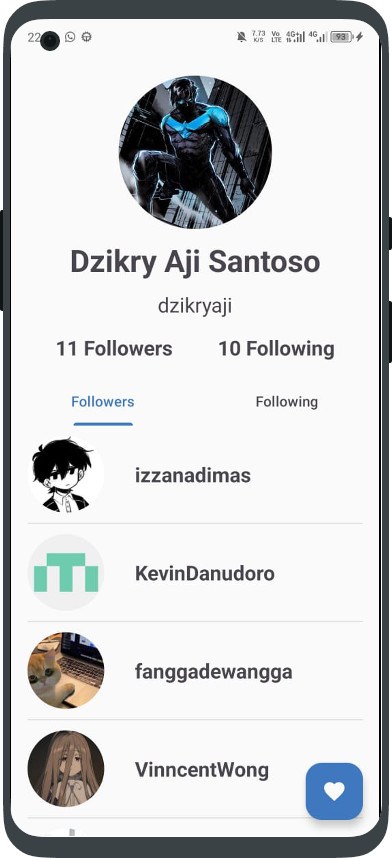 22
7.73 K/S Vo LTE 4G+ 4G 93
Dzikry Aji Santoso
dzikryaji
11 Followers 10 Following
Followers Following
izzanadimas
KevinDanudoro
fanggadewangga
VinncentWong